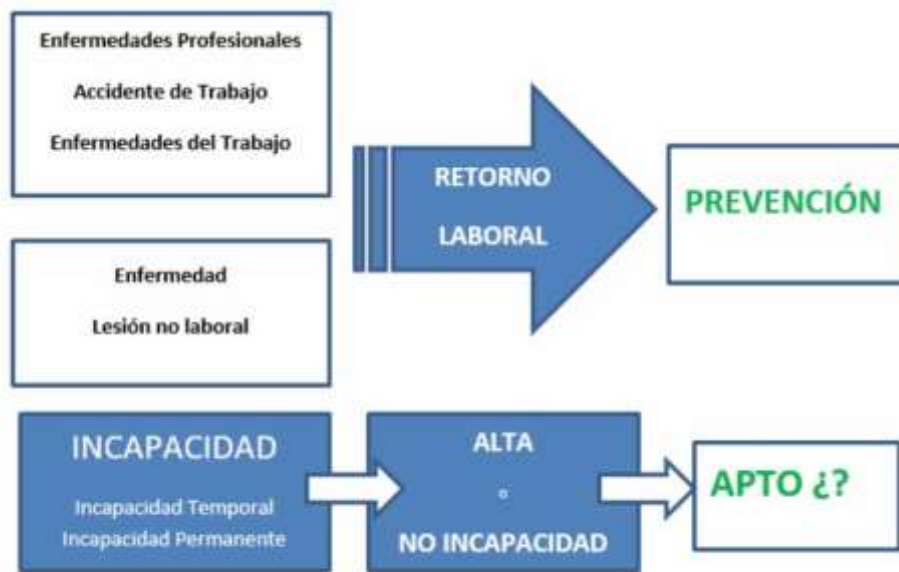 Enfermedades Profesionales
Accidente de Trabajo
Enfermedades del Trabajo
Enfermedad
Lesión no laboral
RETORNO
LABORAL
PREVENCIÓN
INCAPACIDAD
Incapacidad Temporal
Incapacidad Permanente
ALTA
o
NO INCAPACIDAD
APTO ¿?